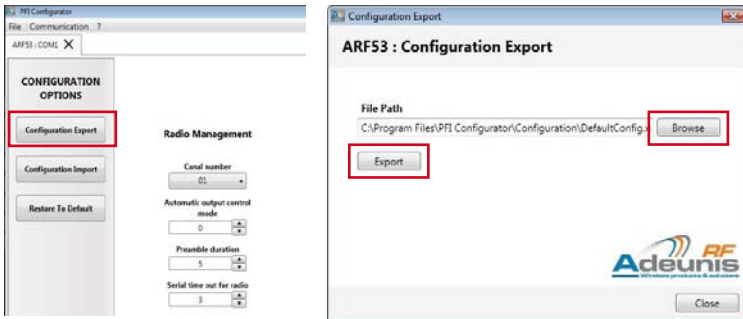 PFI Configurator
File Communication ?
ARF53 : COM1 X
CONFIGURATION
OPTIONS
Configuration Export
Configuration Import
Restore To Default
Radio Management
Canal number
01
Automatic output control
mode
0
Preamble duration
5
Serial time out for radio
3
Configuration Export
ARF53 : Configuration Export
File Path
C:\Program Files\PFI Configurator\Configuration\DefaultConfig.x
Browse
Export
Adeunis RF
Wireless products & solutions
Close